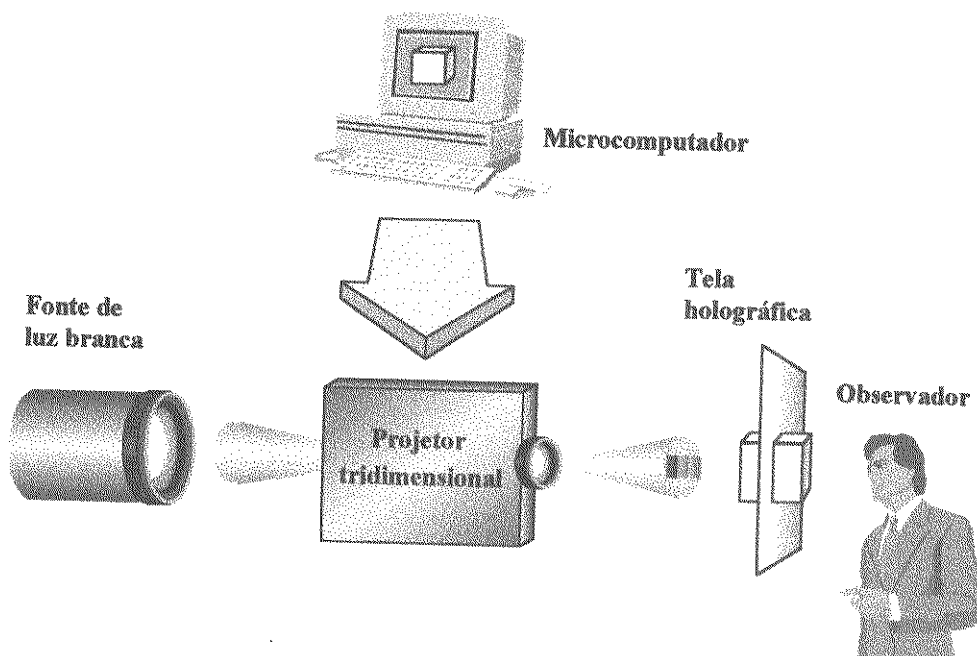 Microcomputador
Fonte de
luz branca
Tela
holográfica
Projetor
tridimensional
Observador